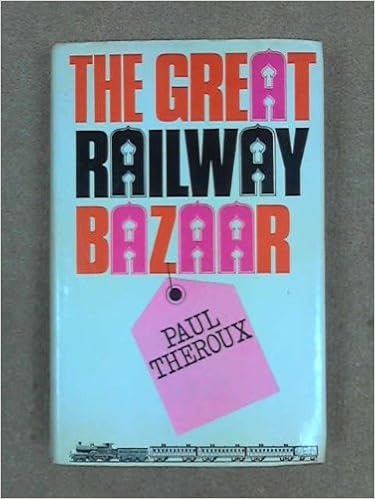 THE GREAT
RAILWAY
BAZAAR
PAUL
THEROUX